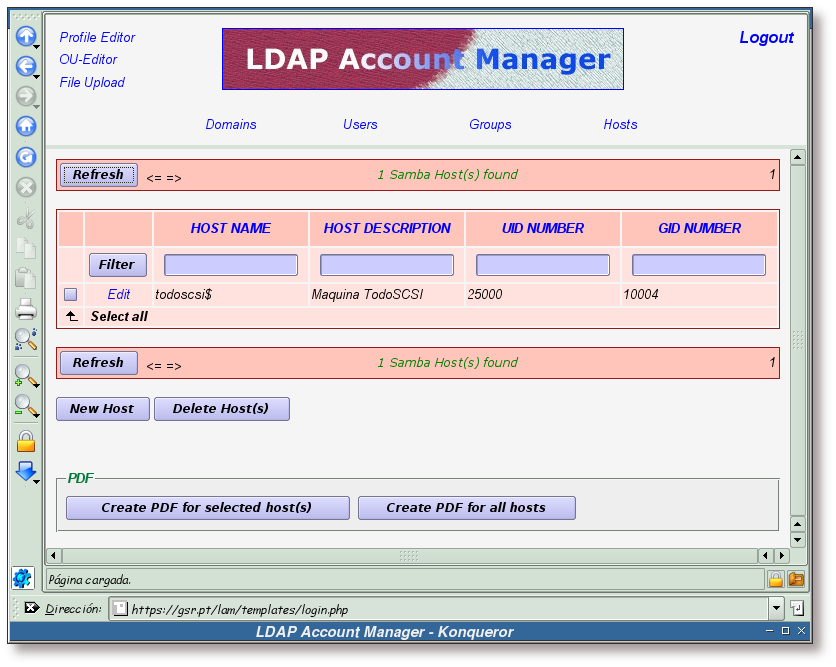 Profile Editor
OU-Editor
File Upload
LDAP Account Manager
Logout
Domains Users Groups Hosts
Refresh <= => 1 Samba Host(s) found 1
HOST NAME HOST DESCRIPTION UID NUMBER GID NUMBER
Filter
Edit todoscsi$ Maquina TodoSCSI 25000 10004
Select all
Refresh <= => 1 Samba Host(s) found 1
New Host Delete Host(s)
PDF
Create PDF for selected host(s) Create PDF for all hosts
Página cargada.
Dirección: https://gsr.pt/lam/templates/login.php
LDAP Account Manager - Konqueror